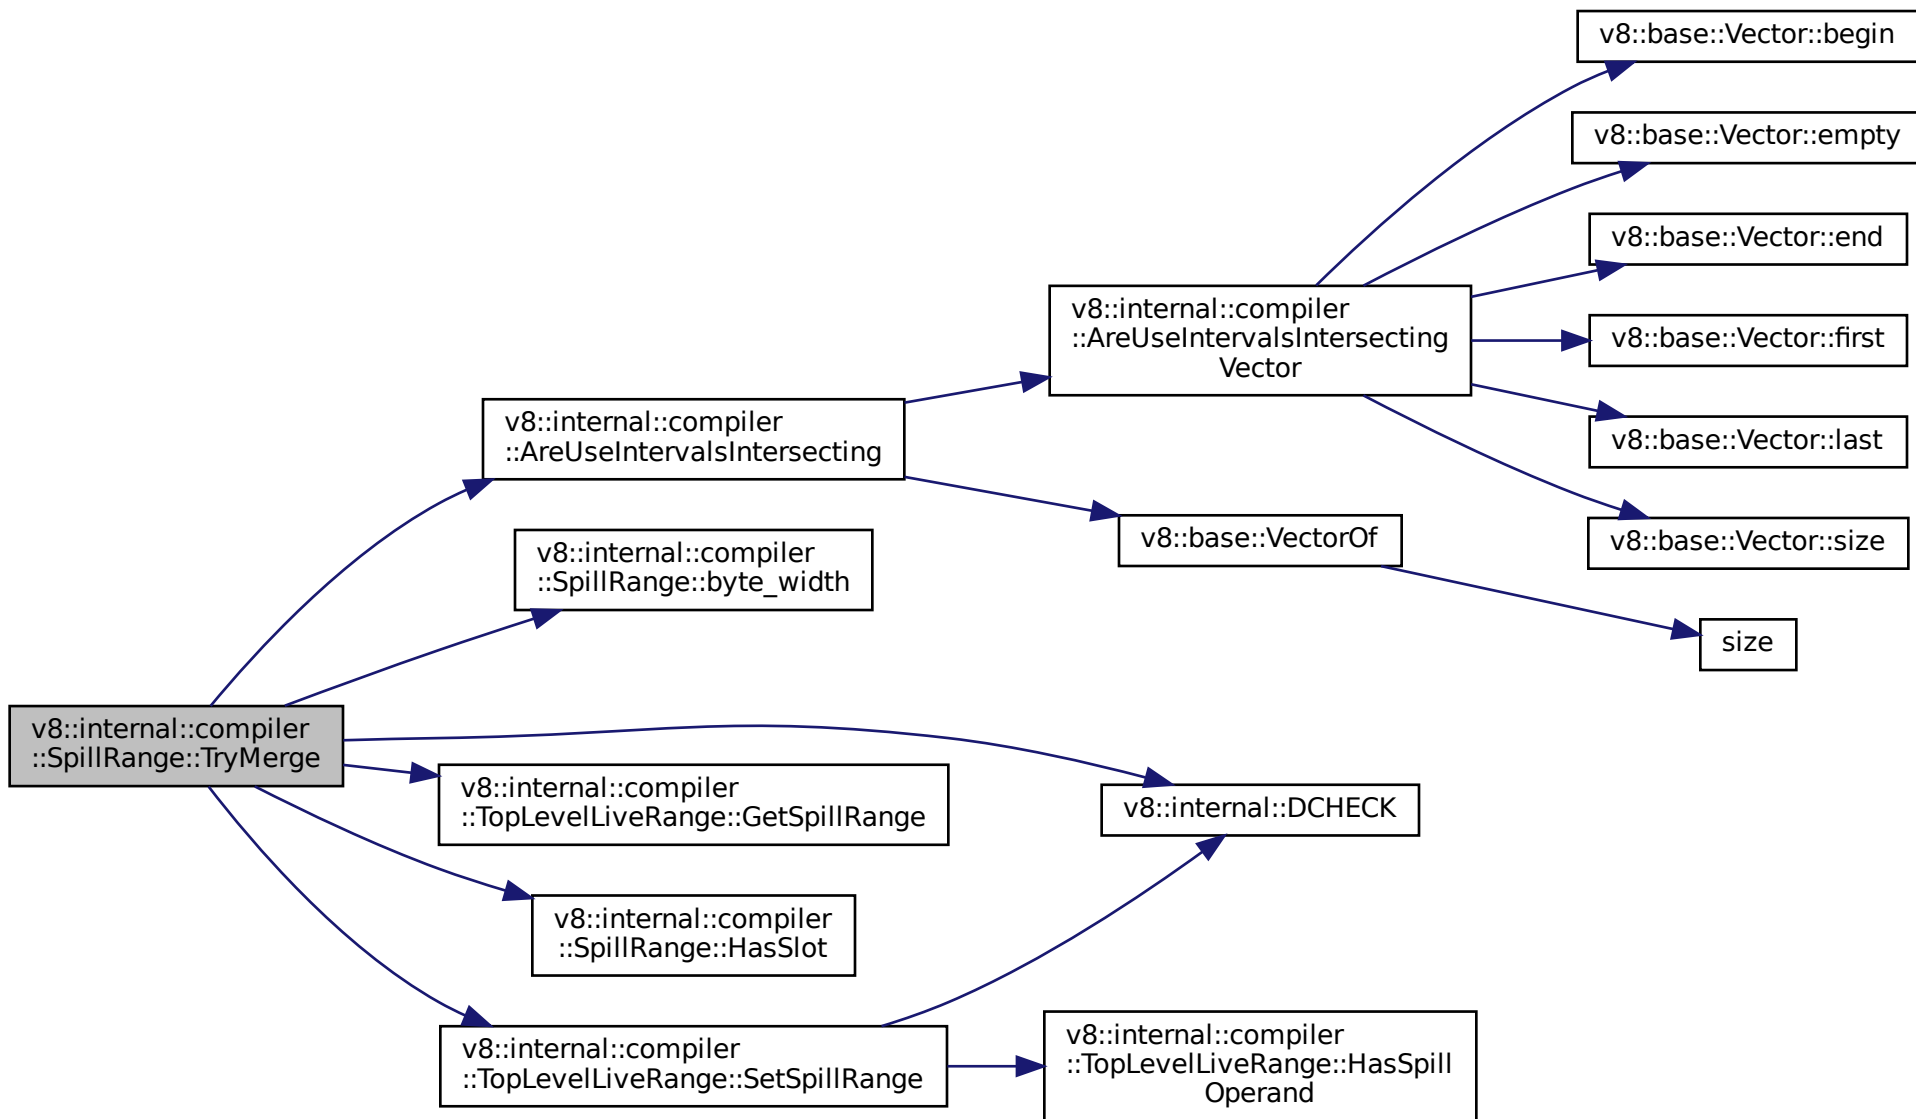 v8::base::Vector::begin
v8::base::Vector::empty
v8::base::Vector::end
v8::internal::compiler
::AreUseIntervalsIntersecting
Vector
v8::base::Vector::first
v8::internal::compiler
::AreUseIntervalsIntersecting
v8::base::Vector::last
v8::base::VectorOf
v8::base::Vector::size
v8::internal::compiler
::SpillRange::byte_width
size
v8::internal::compiler
::SpillRange::TryMerge
v8::internal::compiler
::TopLevelLiveRange::GetSpillRange
v8::internal::DCHECK
v8::internal::compiler
::SpillRange::HasSlot
v8::internal::compiler
::TopLevelLiveRange::SetSpillRange
v8::internal::compiler
::TopLevelLiveRange::HasSpill
Operand